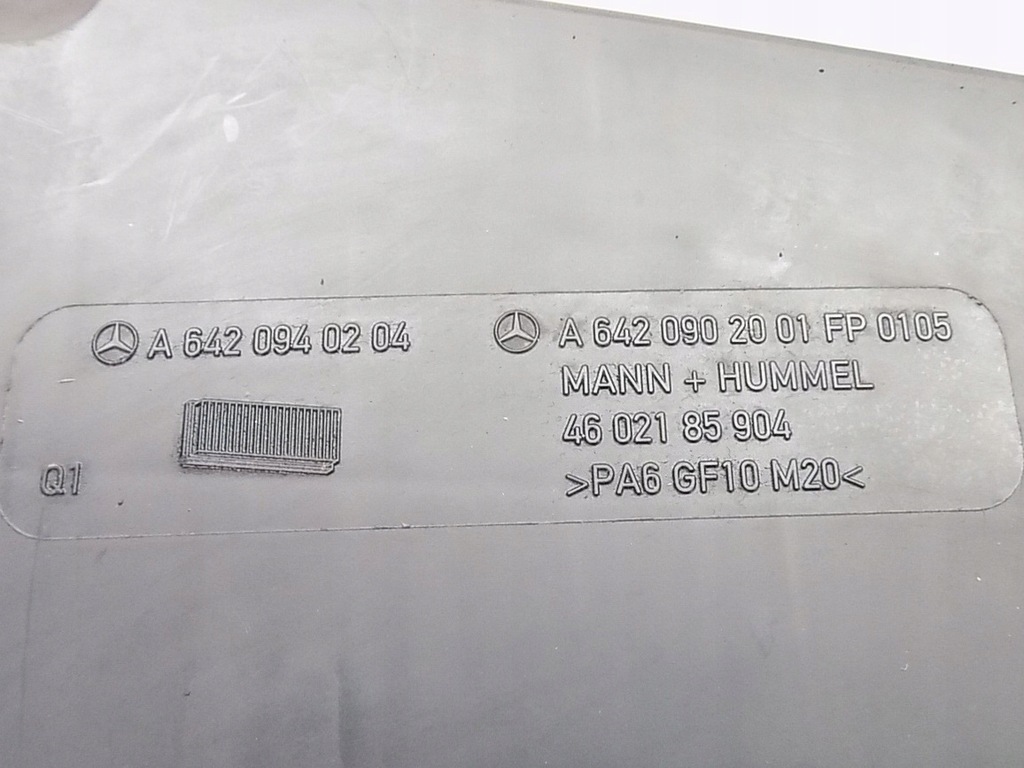 A 642 094 02 04
Q1
A 642 090 20 01 FP 0105
MANN + HUMMEL
46 021 85 904
>PA6 GF10 M20<